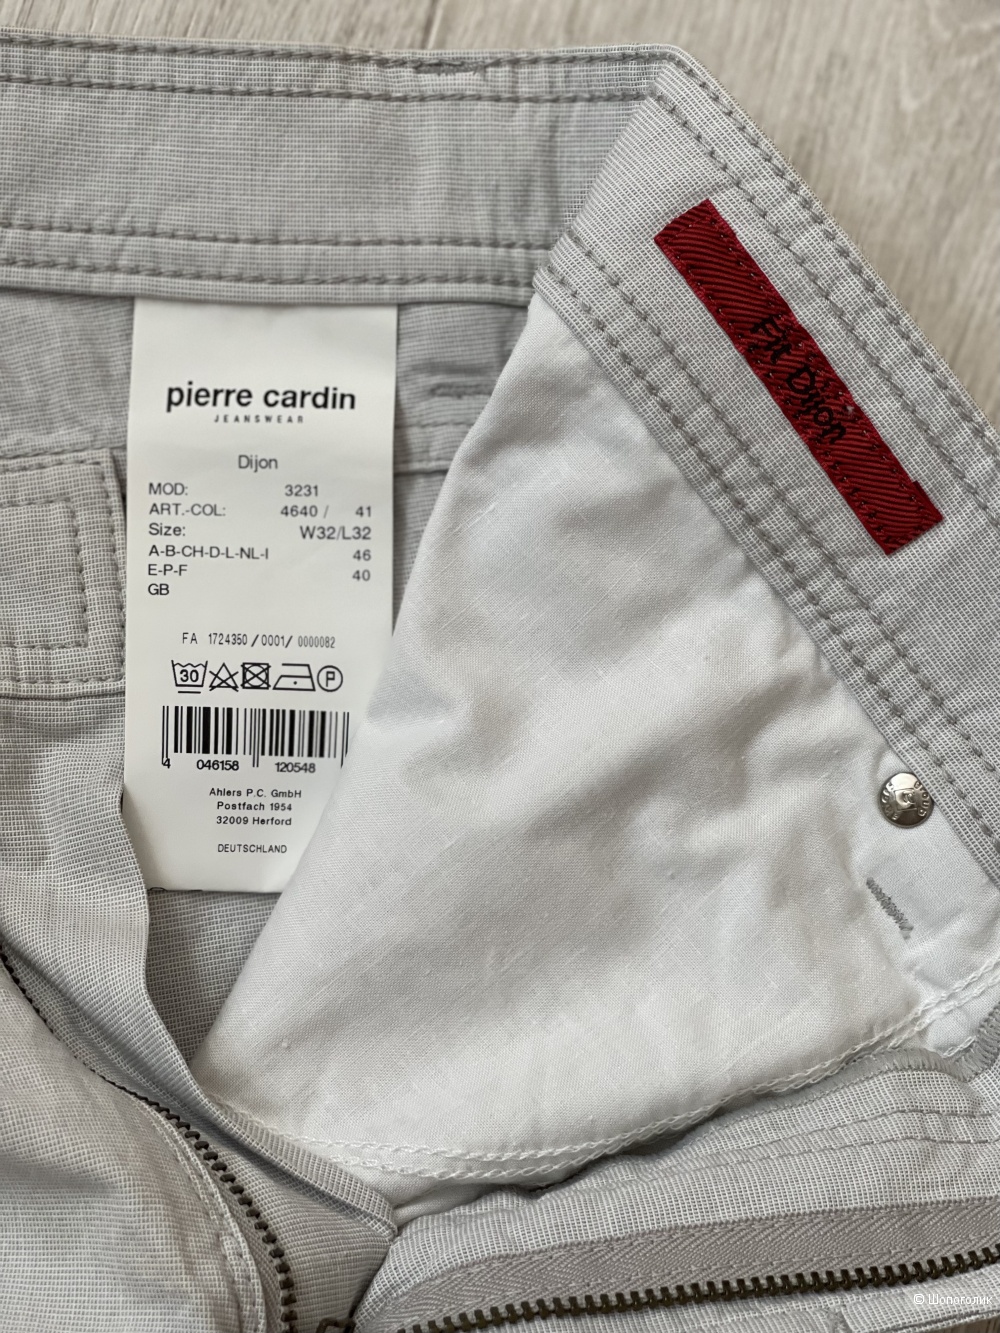 pierre cardin
JEANSWEAR
Dijon
MOD: 3231
ART.-COL: 4640 / 41
Size: W32/L32
A-B-CH-D-L-NL-I 46
E-P-F 40
GB
FA 1724350 / 0001 / 0000082
30
P
4 046158 120548
Ahlers P.C. GmbH
Postfach 1954
32009 Herford
DEUTSCHLAND
Fit Dijon
© Шопоголик